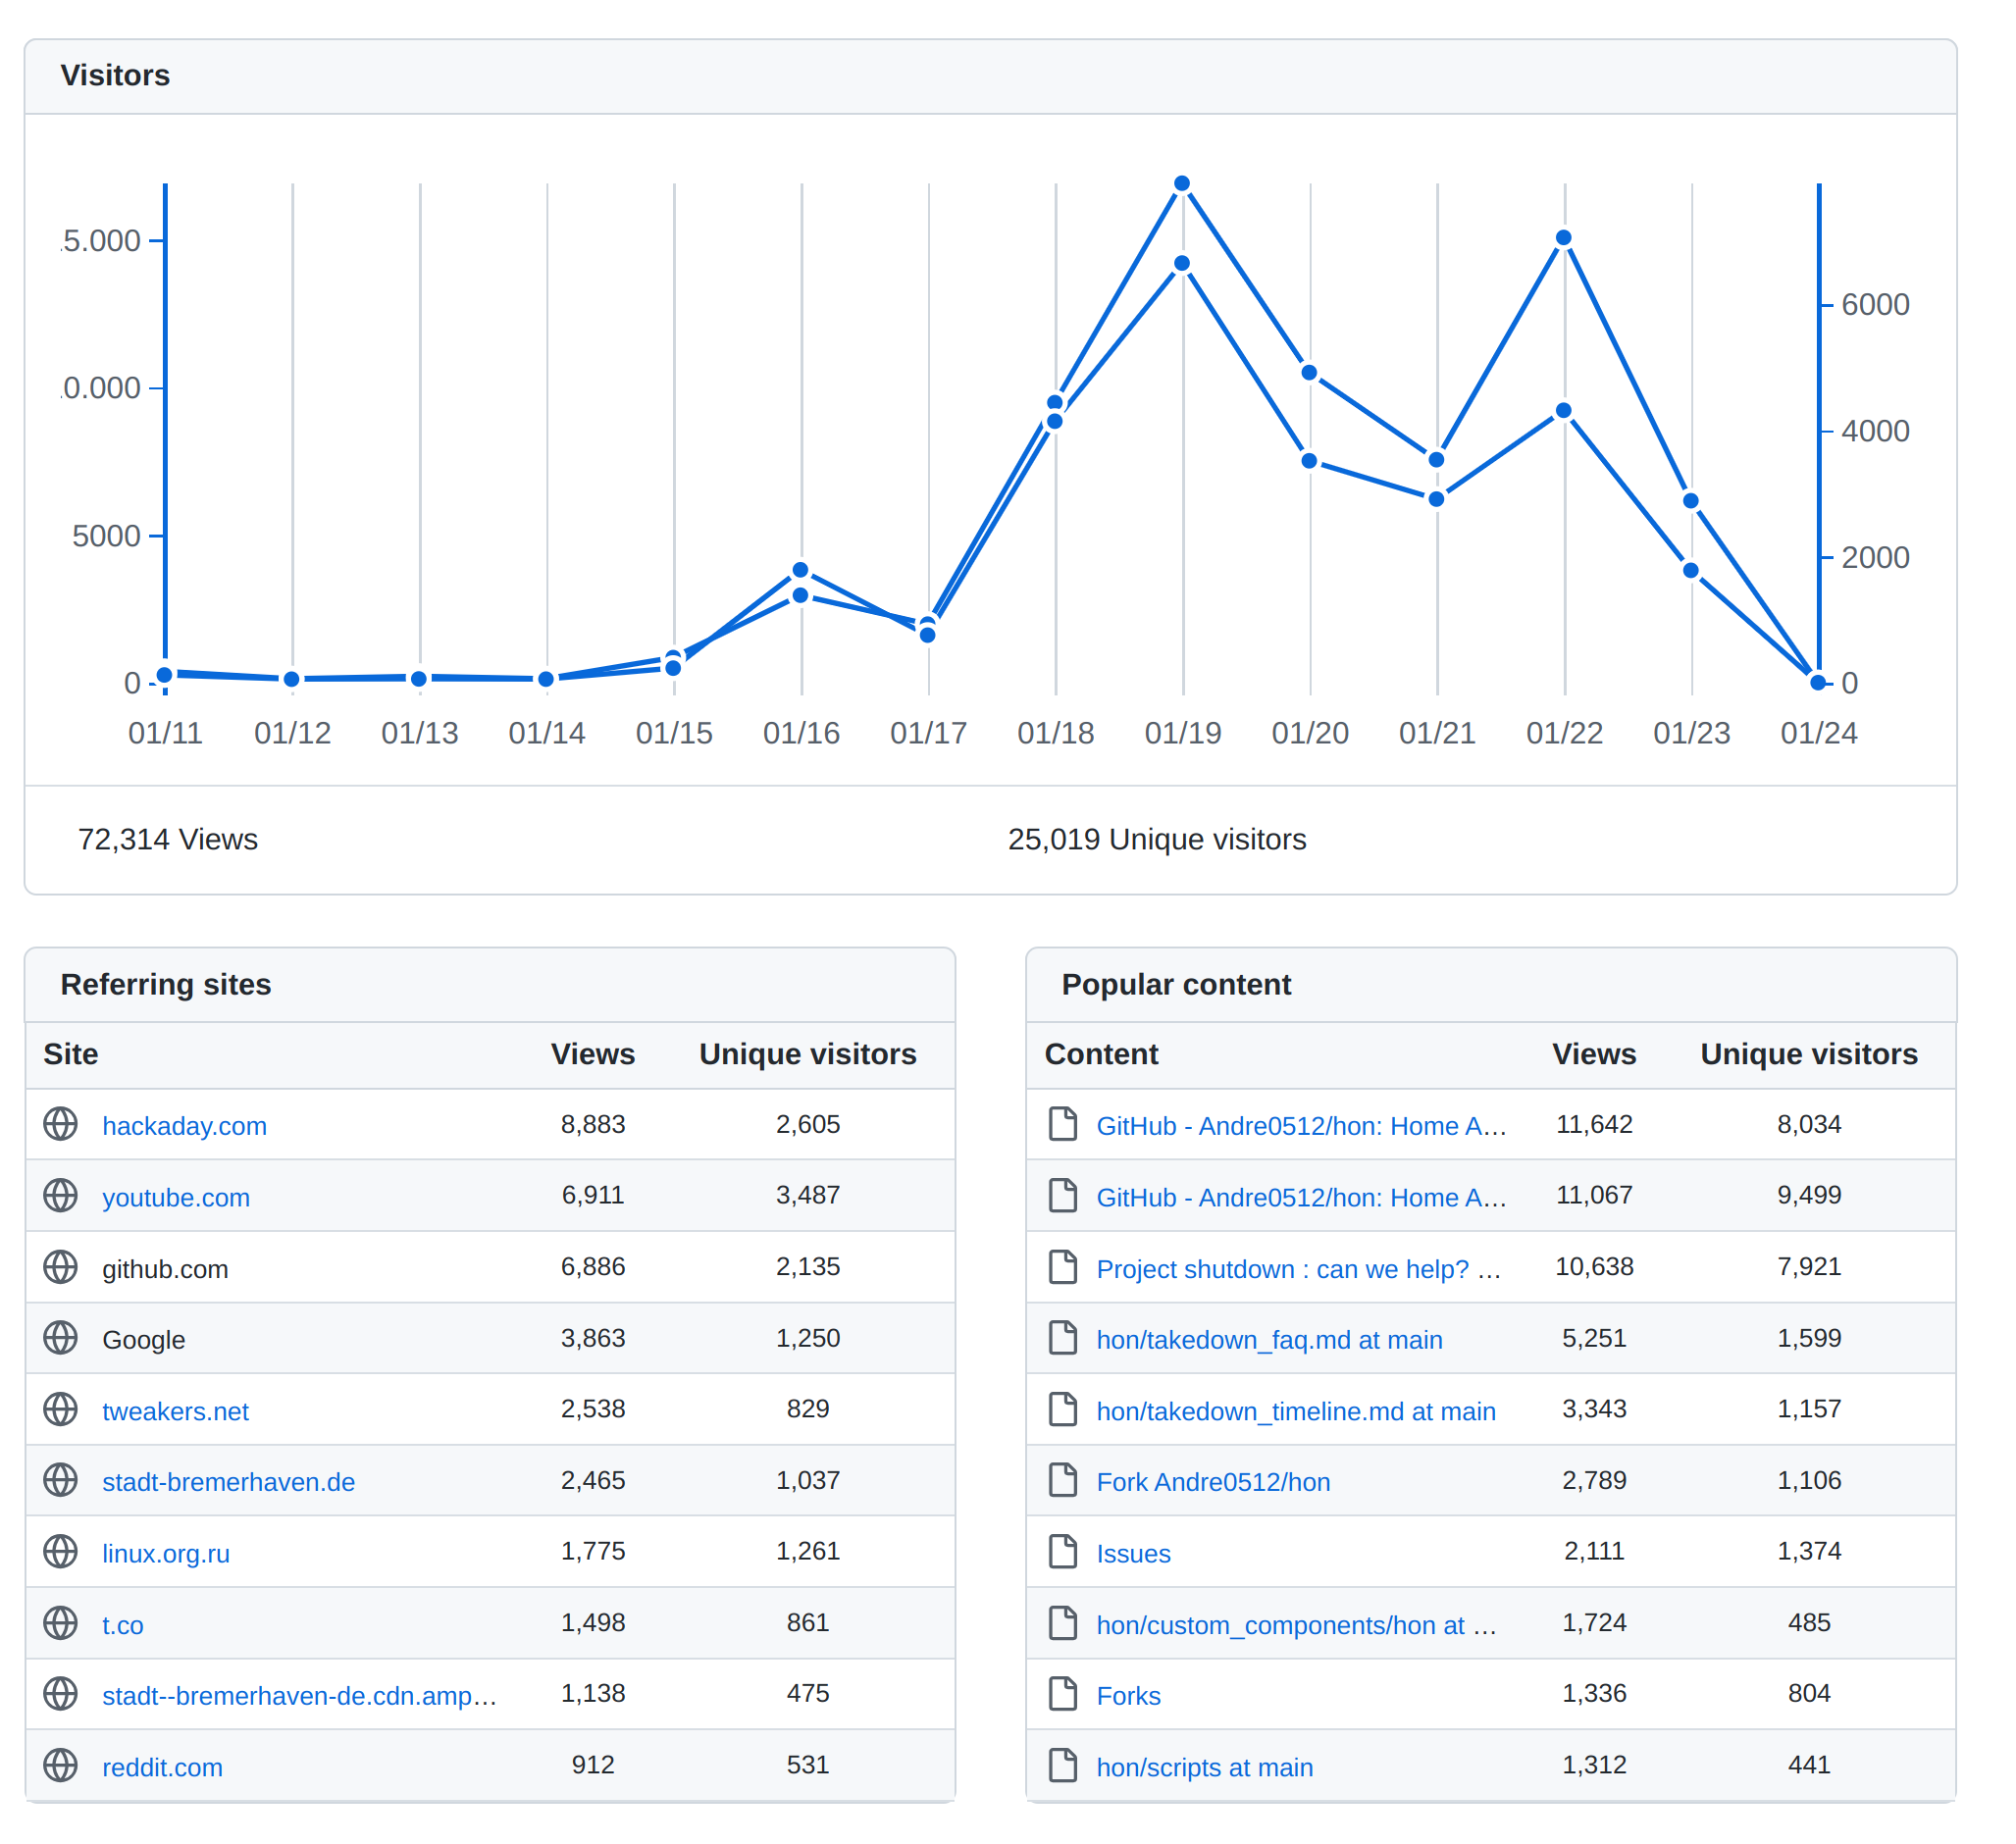 Visitors
.5.000
6000
.0.000
4000
5000
2000
0
0
01/11 01/12 01/13 01/14 01/15 01/16 01/17 01/18 01/19 01/20 01/21 01/22 01/23 01/24
72,314 Views 25,019 Unique visitors
Referring sites
Site Views Unique visitors
hackaday.com 8,883 2,605
youtube.com 6,911 3,487
github.com 6,886 2,135
Google 3,863 1,250
tweakers.net 2,538 829
stadt-bremerhaven.de 2,465 1,037
linux.org.ru 1,775 1,261
t.co 1,498 861
stadt--bremerhaven-de.cdn.amp… 1,138 475
reddit.com 912 531
Popular content
Content Views Unique visitors
GitHub - Andre0512/hon: Home A… 11,642 8,034
GitHub - Andre0512/hon: Home A… 11,067 9,499
Project shutdown : can we help? … 10,638 7,921
hon/takedown_faq.md at main 5,251 1,599
hon/takedown_timeline.md at main 3,343 1,157
Fork Andre0512/hon 2,789 1,106
Issues 2,111 1,374
hon/custom_components/hon at … 1,724 485
Forks 1,336 804
hon/scripts at main 1,312 441